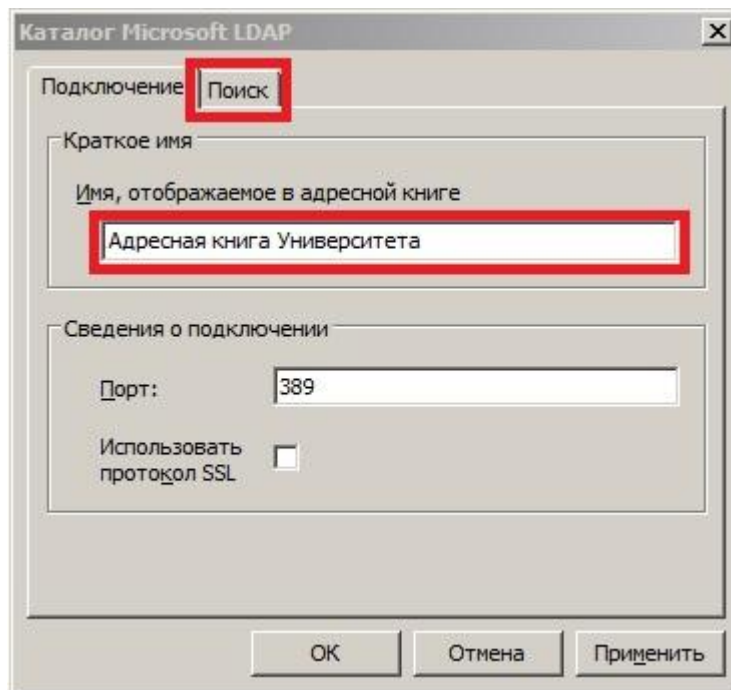 Каталог Microsoft LDAP
Подключение
Поиск
Краткое имя
Имя, отображаемое в адресной книге
Адресная книга Университета
Сведения о подключении
Порт:
389
Использовать
протокол SSL
OK
Отмена
Применить